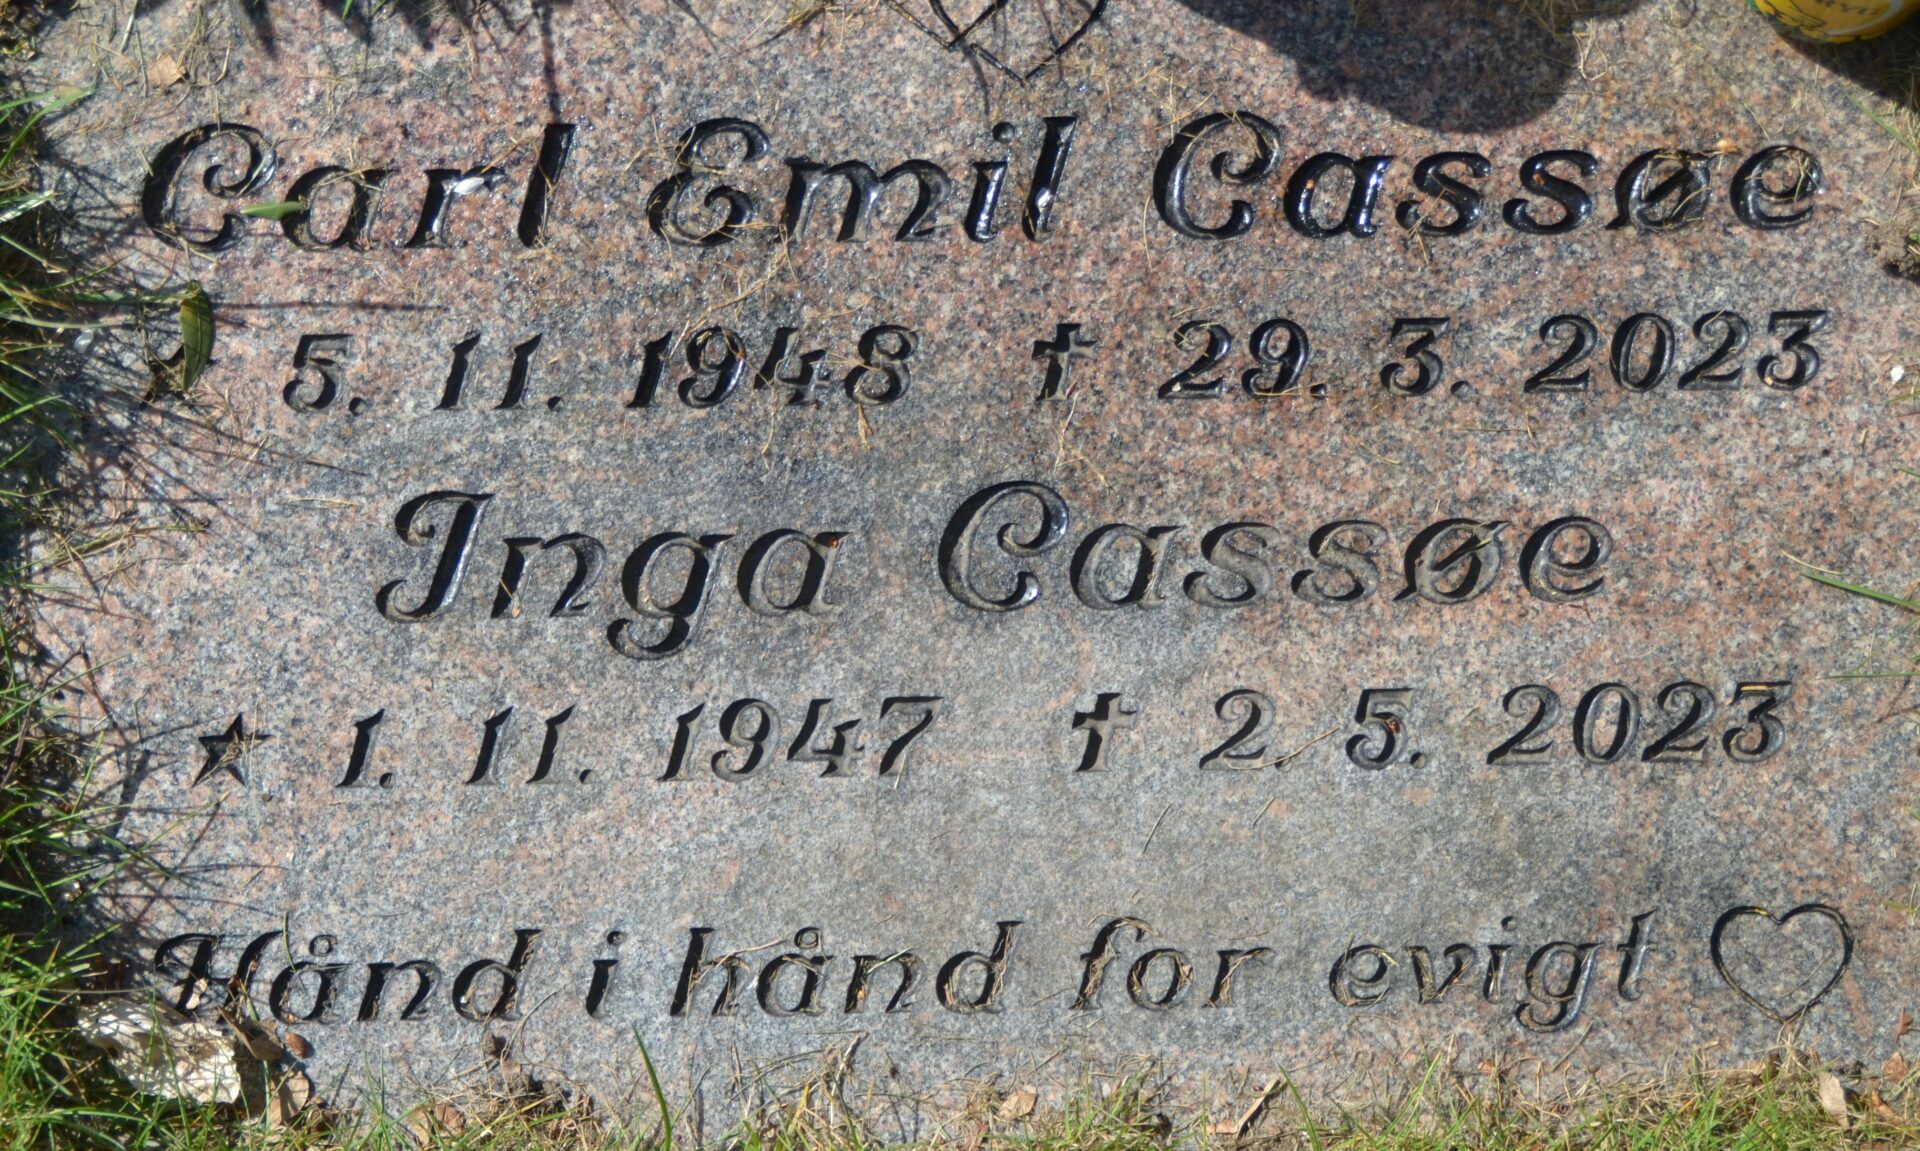 Carl Emil Cassøe
★ 5. 11. 1948 † 29. 3. 2023
Inga Cassøe
★ 1. 11. 1947 † 2. 5. 2023
Hånd i hånd for evigt ♡